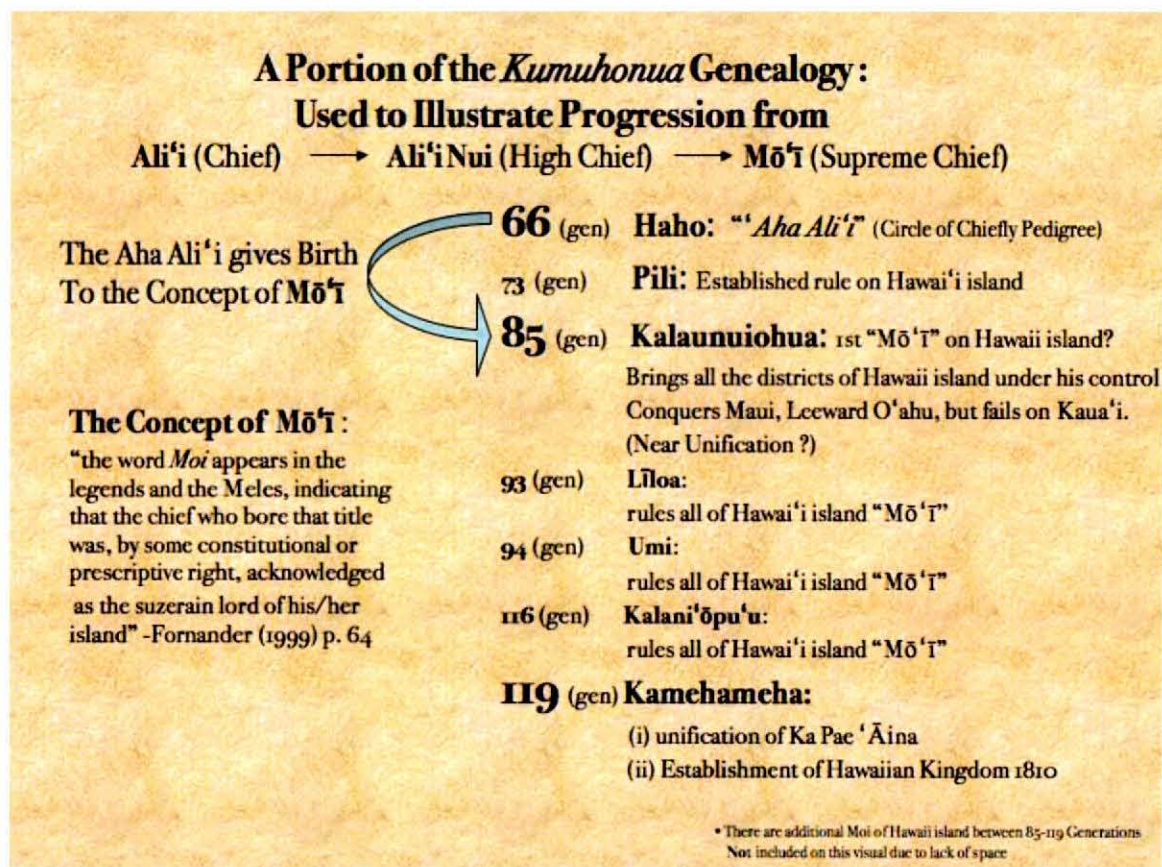 A Portion of the Kumuhonua Genealogy:
Used to Illustrate Progression from
Ali‘i (Chief) → Ali‘i Nui (High Chief) → Mō‘ī (Supreme Chief)
The Aha Ali‘i gives Birth
To the Concept of Mō‘ī
66 (gen) Haho: “‘Aha Ali‘i” (Circle of Chiefly Pedigree)
73 (gen) Pili: Established rule on Hawai‘i island
85 (gen) Kalaunuiohua: 1st “Mō‘ī” on Hawaii island?
Brings all the districts of Hawaii island under his control
Conquers Maui, Leeward O‘ahu, but fails on Kaua‘i.
(Near Unification ?)
The Concept of Mō‘ī :
“the word Moi appears in the
legends and the Meles, indicating
that the chief who bore that title
was, by some constitutional or
prescriptive right, acknowledged
as the suzerain lord of his/her
island” -Fornander (1999) p. 64
93 (gen) Līloa:
rules all of Hawai‘i island “Mō‘ī”
94 (gen) Umi:
rules all of Hawai‘i island “Mō‘ī”
116 (gen) Kalani‘ōpu‘u:
rules all of Hawai‘i island “Mō‘ī”
119 (gen) Kamehameha:
(i) unification of Ka Pae ‘Āina
(ii) Establishment of Hawaiian Kingdom 1810
• There are additional Moi of Hawaii island between 85-119 Generations
Not included on this visual due to lack of space